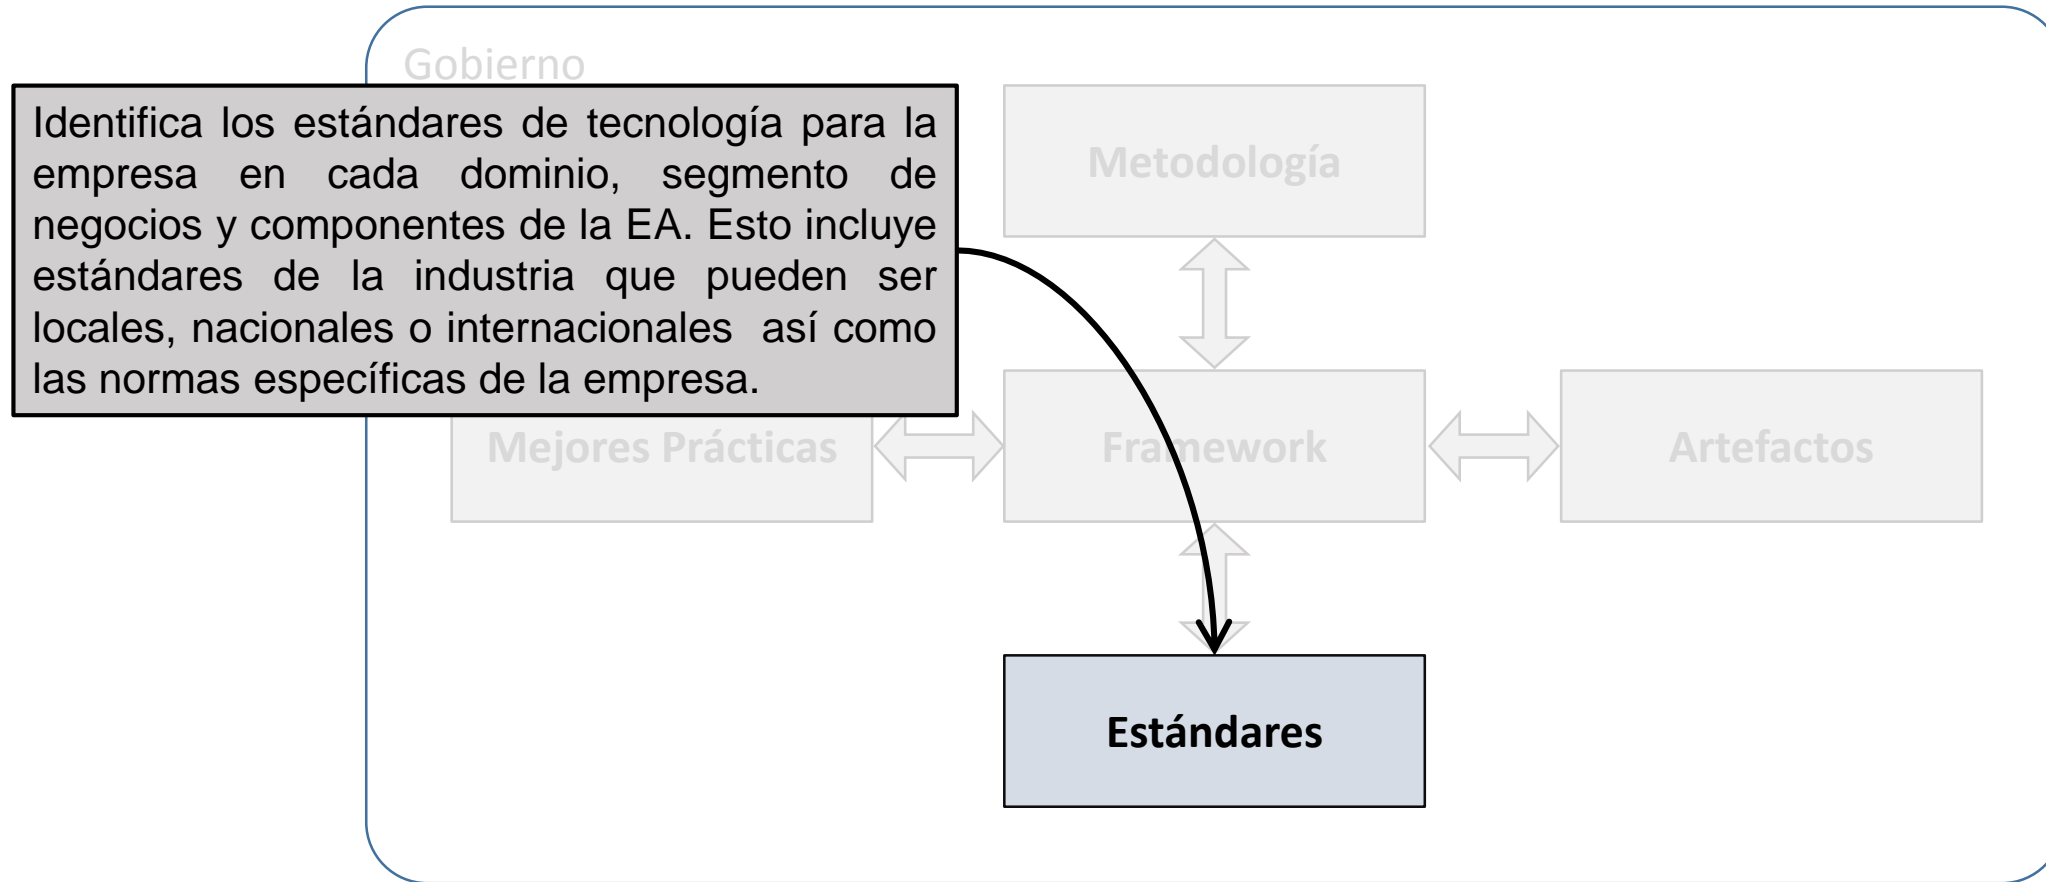 Gobierno
Identifica los estándares de tecnología para la
empresa en cada dominio, segmento de
negocios y componentes de la EA. Esto incluye
estándares de la industria que pueden ser
locales, nacionales o internacionales  así como
las normas específicas de la empresa.
Metodología
Mejores Prácticas
Framework
Artefactos
Estándares